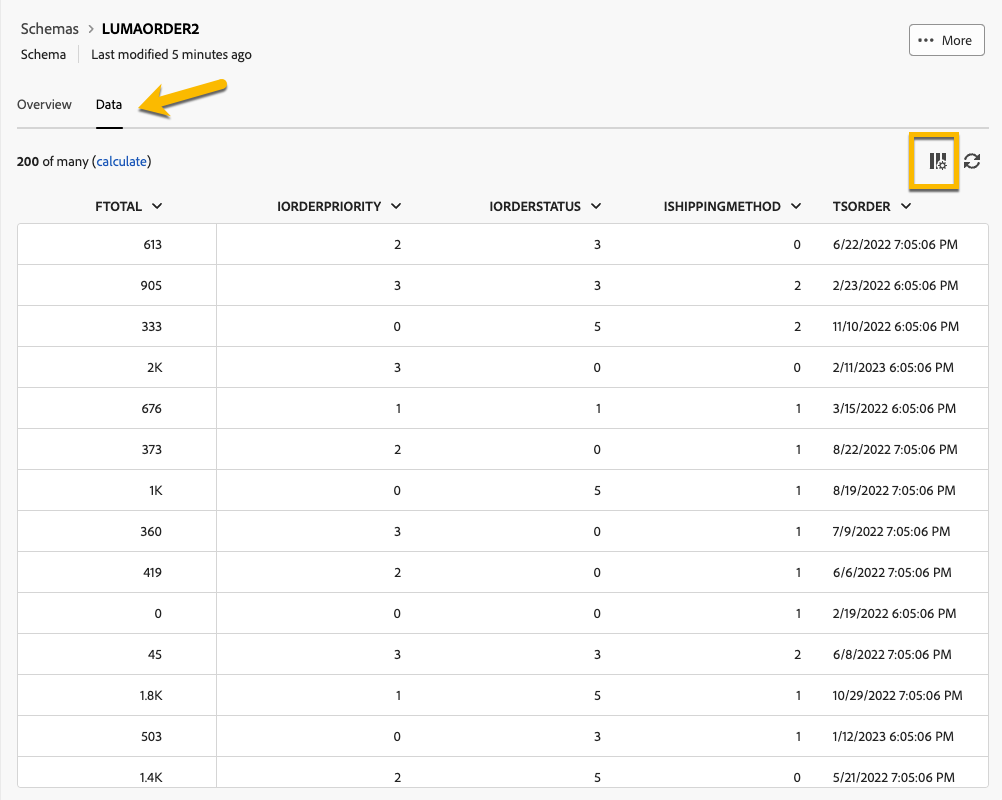 Schemas > LUMAORDER2
Schema Last modified 5 minutes ago
••• More
Overview Data
200 of many (calculate)
FTOTAL IORDERPRIORITY IORDERSTATUS ISHIPPINGMETHOD TSORDER
613 2 3 0 6/22/2022 7:05:06 PM
905 3 3 2 2/23/2022 6:05:06 PM
333 0 5 2 11/10/2022 6:05:06 PM
2K 3 0 0 2/11/2023 6:05:06 PM
676 1 1 1 3/15/2022 6:05:06 PM
373 2 0 1 8/22/2022 7:05:06 PM
1K 0 5 1 8/19/2022 7:05:06 PM
360 3 0 1 7/9/2022 7:05:06 PM
419 2 0 1 6/6/2022 7:05:06 PM
0 0 0 1 2/19/2022 6:05:06 PM
45 3 3 2 6/8/2022 7:05:06 PM
1.8K 1 5 1 10/29/2022 7:05:06 PM
503 0 3 1 1/12/2023 6:05:06 PM
1.4K 2 5 0 5/21/2022 7:05:06 PM